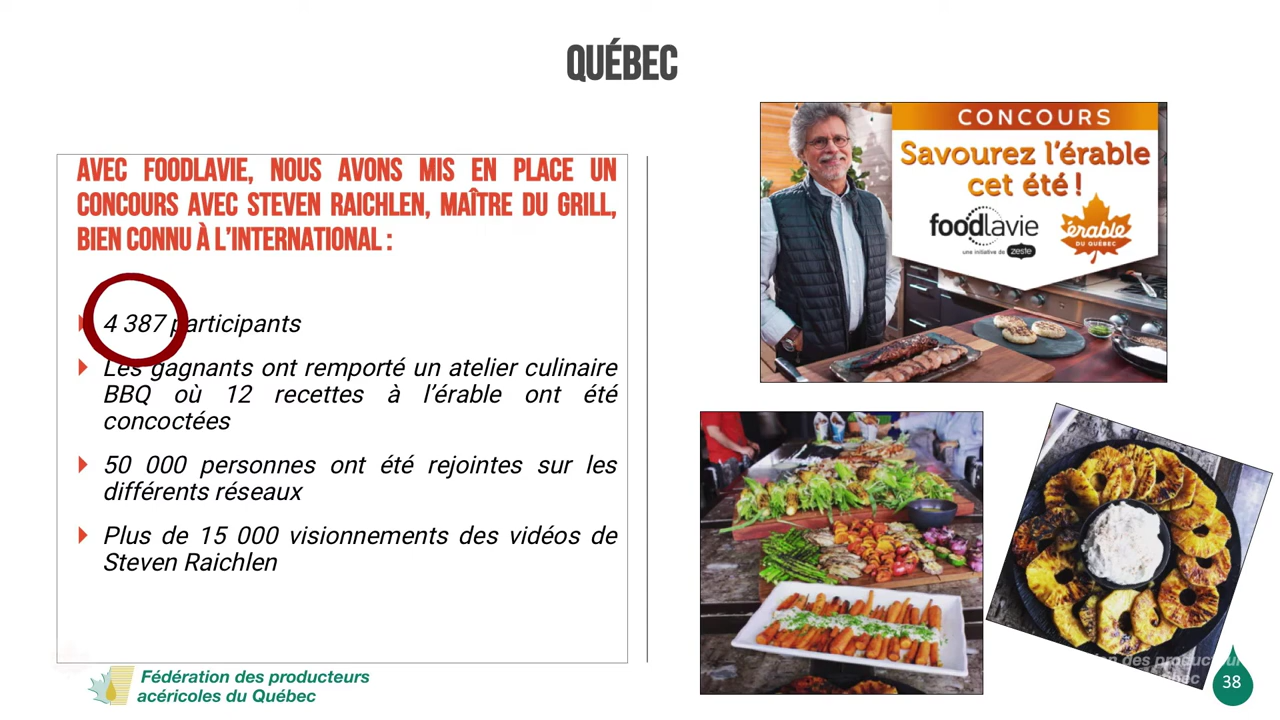 QUÉBEC
AVEC FOODLAVIE, NOUS AVONS MIS EN PLACE UN
CONCOURS AVEC STEVEN RAICHLEN, MAÎTRE DU GRILL,
BIEN CONNU À L'INTERNATIONAL :
4 387 participants
Les gagnants ont remporté un atelier culinaire
BBQ où 12 recettes à l'érable ont été
concoctées
50 000 personnes ont été rejointes sur les
différents réseaux
Plus de 15 000 visionnements des vidéos de
Steven Raichlen
CONCOURS
Savourez l'érable
cet été !
foodlavie
une initiative de zeste
érable
DU QUÉBEC
Fédération des producteurs
acéricoles du Québec
38